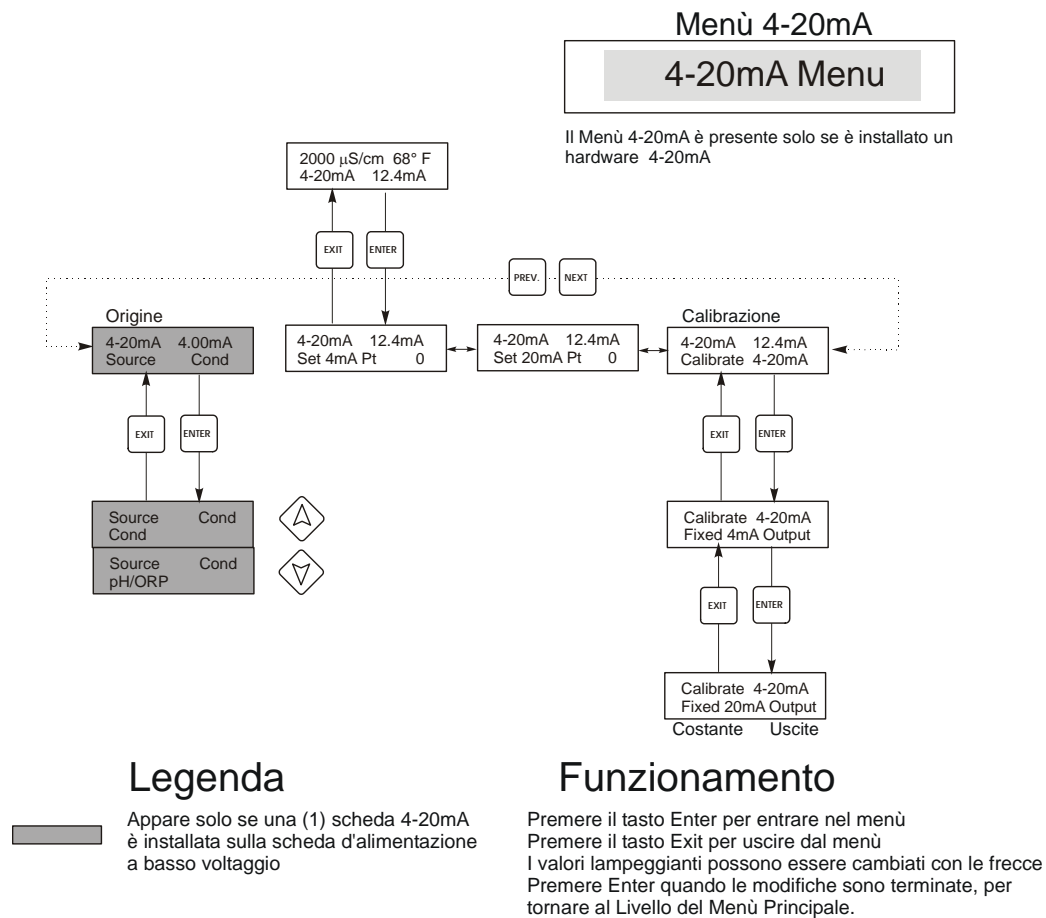 Menù 4-20mA
4-20mA Menu
Il Menù 4-20mA è presente solo se è installato un
hardware 4-20mA
2000 µS/cm 68° F
4-20mA 12.4mA
EXIT
ENTER
PREV.
NEXT
Origine
4-20mA 4.00mA
Source Cond
4-20mA 12.4mA
Set 4mA Pt 0
4-20mA 12.4mA
Set 20mA Pt 0
Calibrazione
4-20mA 12.4mA
Calibrate 4-20mA
EXIT
ENTER
EXIT
ENTER
Source Cond
Cond
Source Cond
pH/ORP
Calibrate 4-20mA
Fixed 4mA Output
EXIT
ENTER
Calibrate 4-20mA
Fixed 20mA Output
Costante Uscite
Legenda
Appare solo se una (1) scheda 4-20mA
è installata sulla scheda d'alimentazione
a basso voltaggio
Funzionamento
Premere il tasto Enter per entrare nel menù
Premere il tasto Exit per uscire dal menù
I valori lampeggianti possono essere cambiati con le frecce
Premere Enter quando le modifiche sono terminate, per
tornare al Livello del Menù Principale.